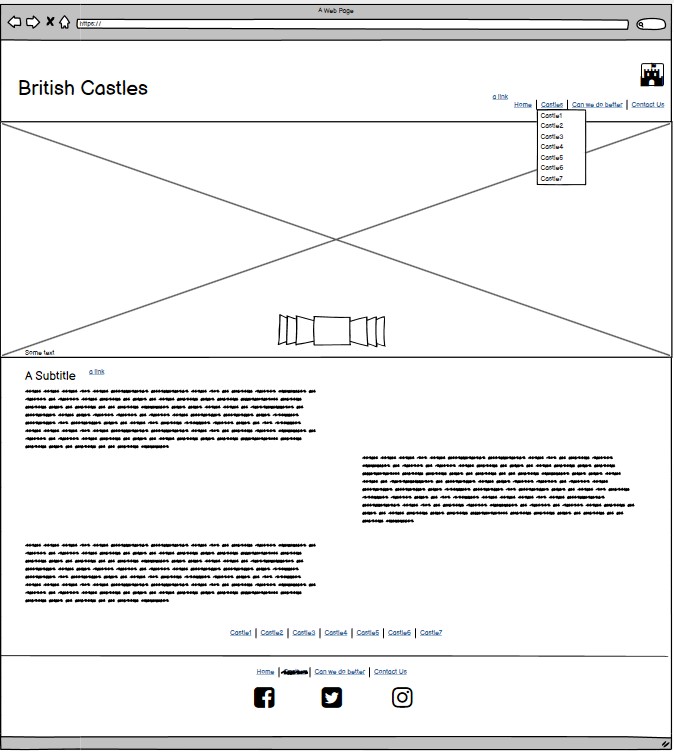 A Web Page
https://
British Castles
a link
Home | Castles | Can we do better | Contact Us
Castle1
Castle2
Castle3
Castle4
Castle5
Castle6
Castle7
Some text
A Subtitle a link
Castle1 | Castle2 | Castle3 | Castle4 | Castle5 | Castle6 | Castle7
Home | Can we do better | Contact Us